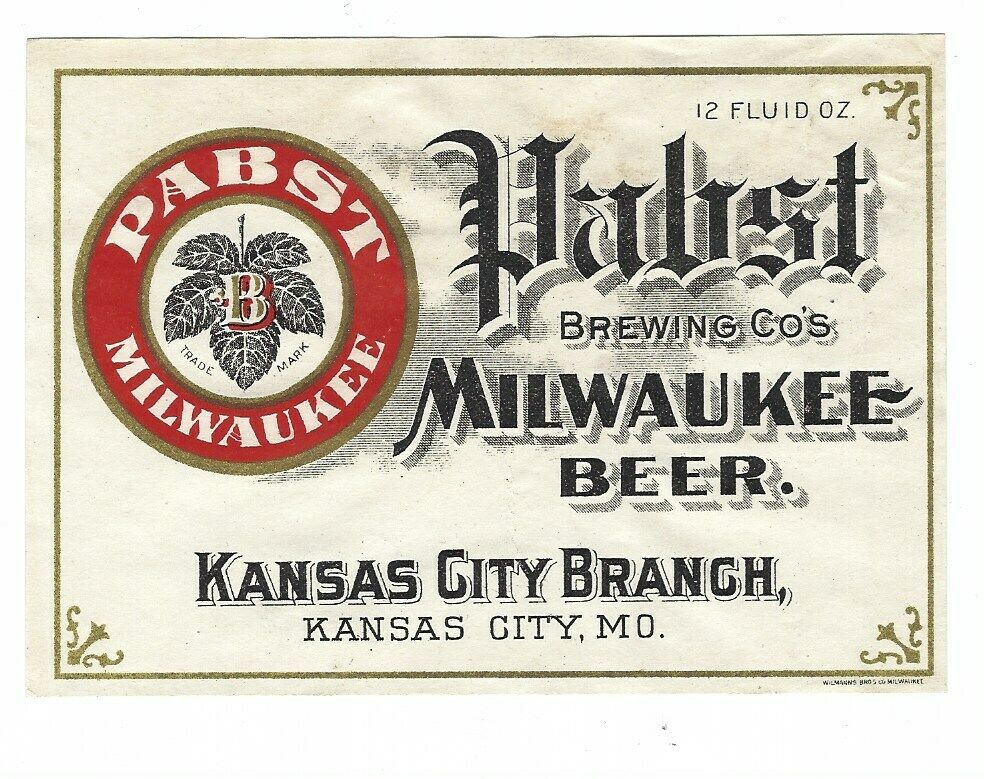 12 FLUID OZ.
PABST
B
TRADE MARK
MILWAUKEE
Pabst
BREWING CO'S
MILWAUKEE
BEER.
KANSAS CITY BRANCH,
KANSAS CITY, MO.
WILMANNS BROS CO MILWAUKEE